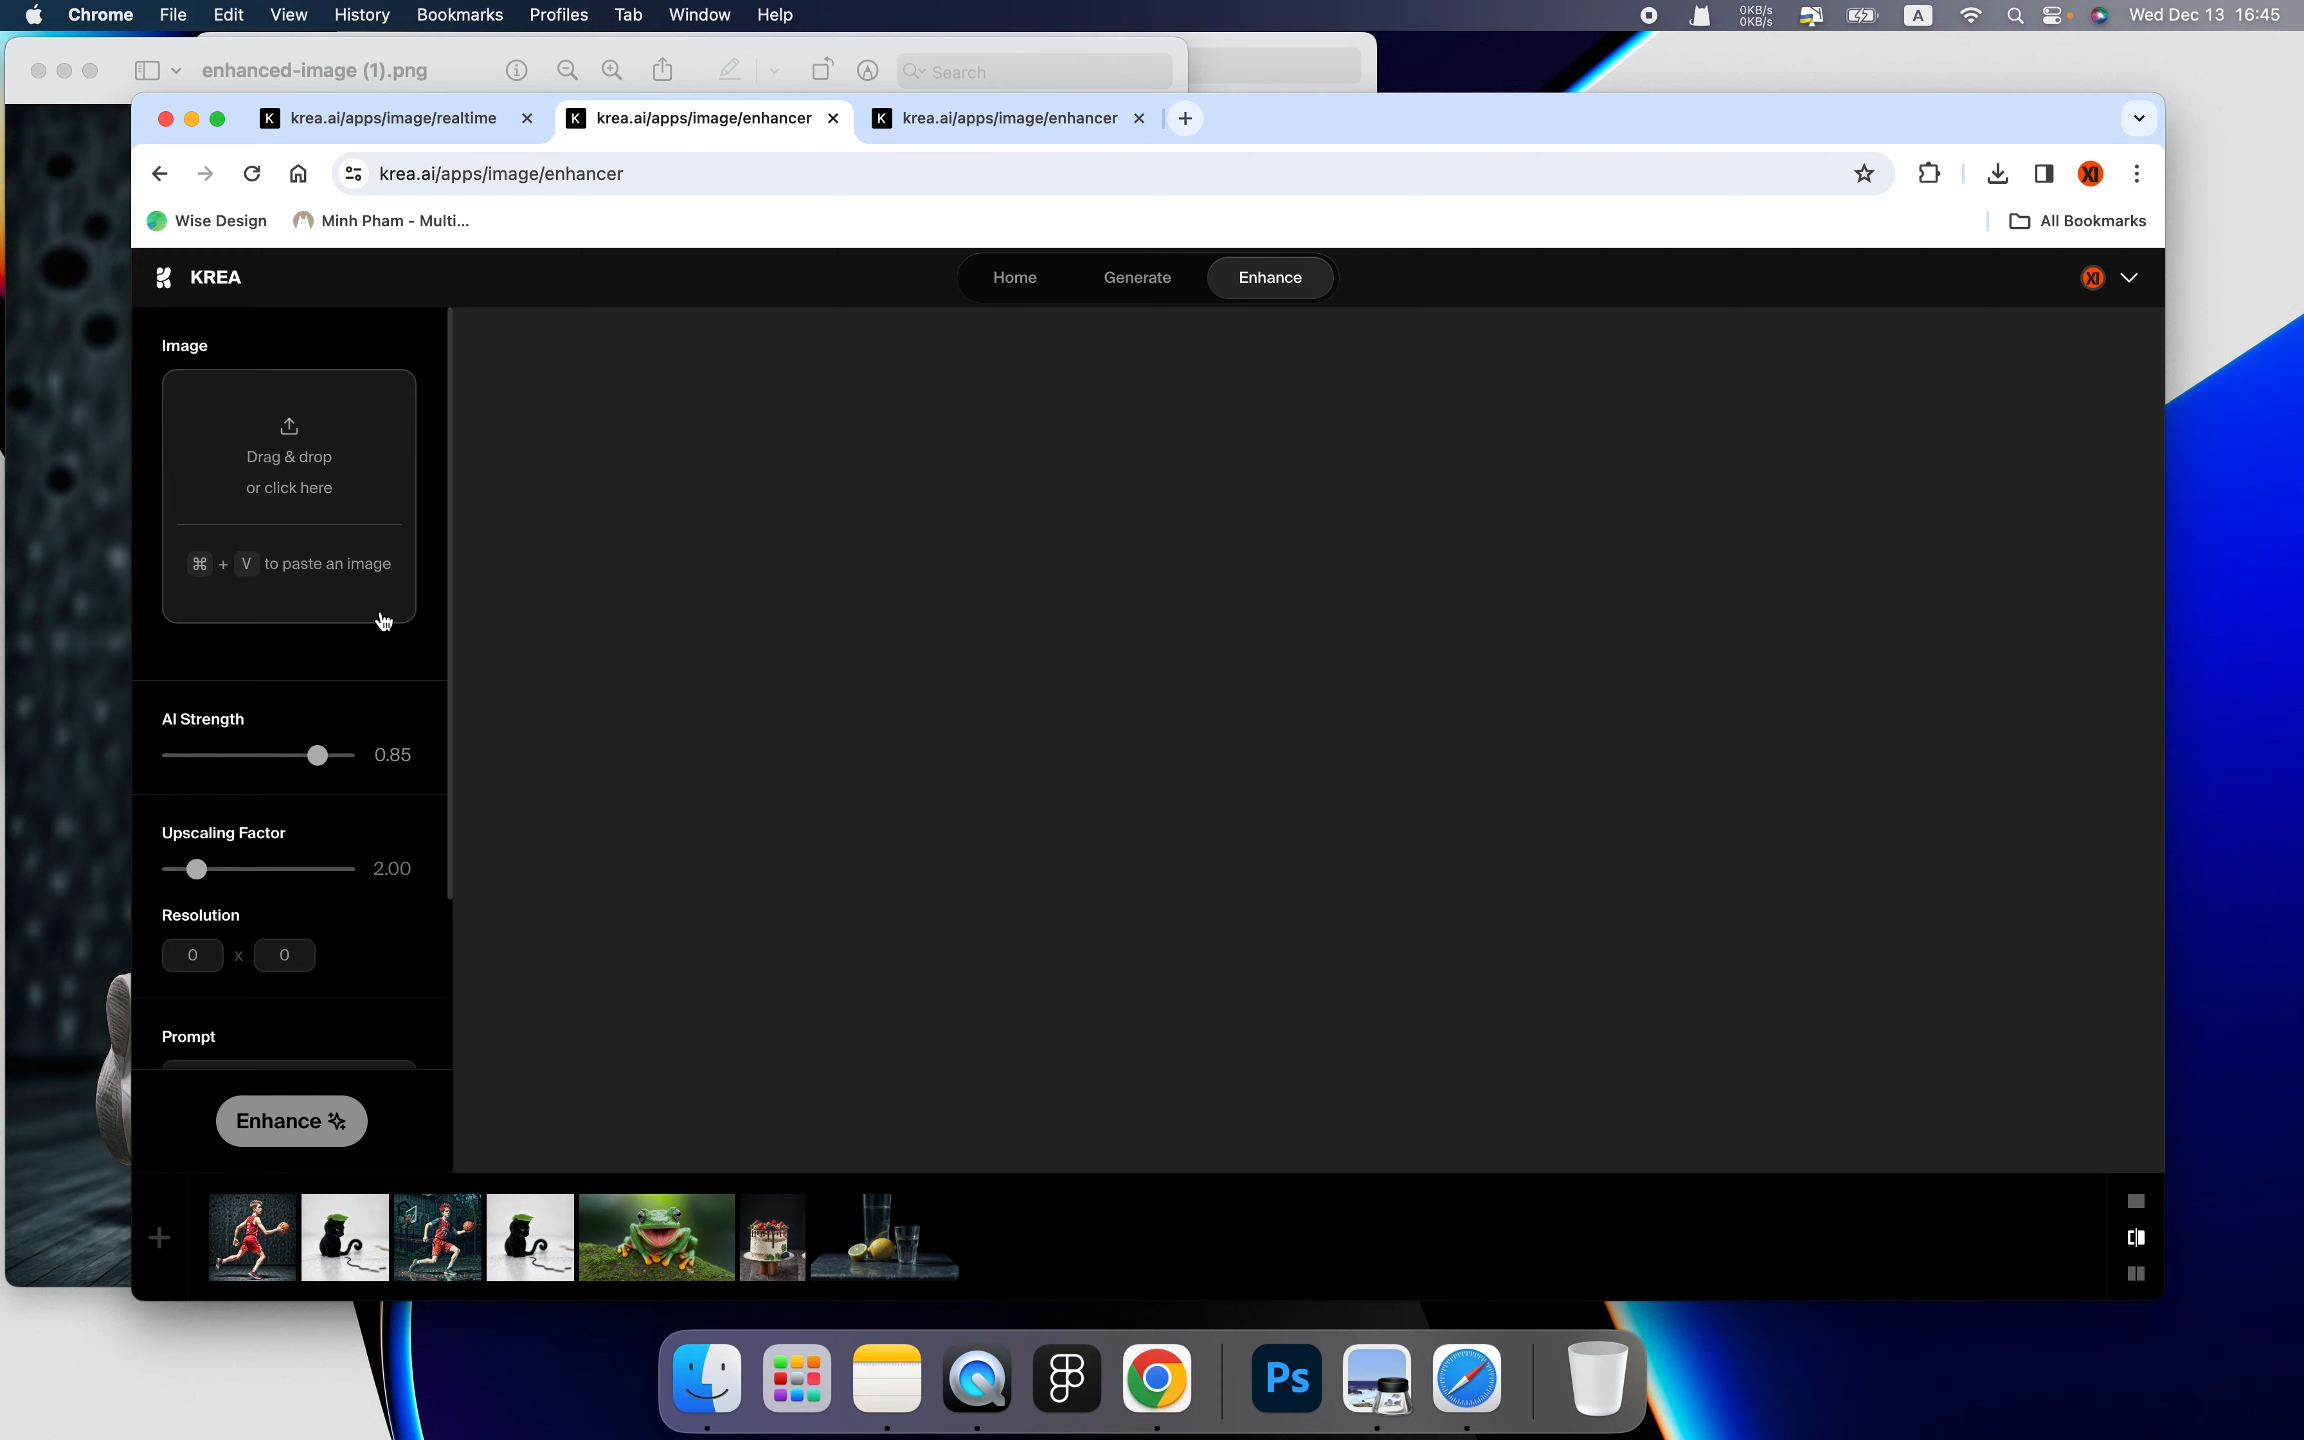 Chrome File Edit View History Bookmarks Profiles Tab Window Help 0KB/s A Wed Dec 13 16:45
0KB/s
enhanced-image (1).png Search
K krea.ai/apps/image/realtime K krea.ai/apps/image/enhancer K krea.ai/apps/image/enhancer
krea.ai/apps/image/enhancer XI
Wise Design Minh Pham - Multi... All Bookmarks
KREA Home Generate Enhance XI
Image
Drag & drop
or click here
⌘ + V to paste an image
AI Strength
0.85
Upscaling Factor
2.00
Resolution
0 x 0
Prompt
Enhance
Ps